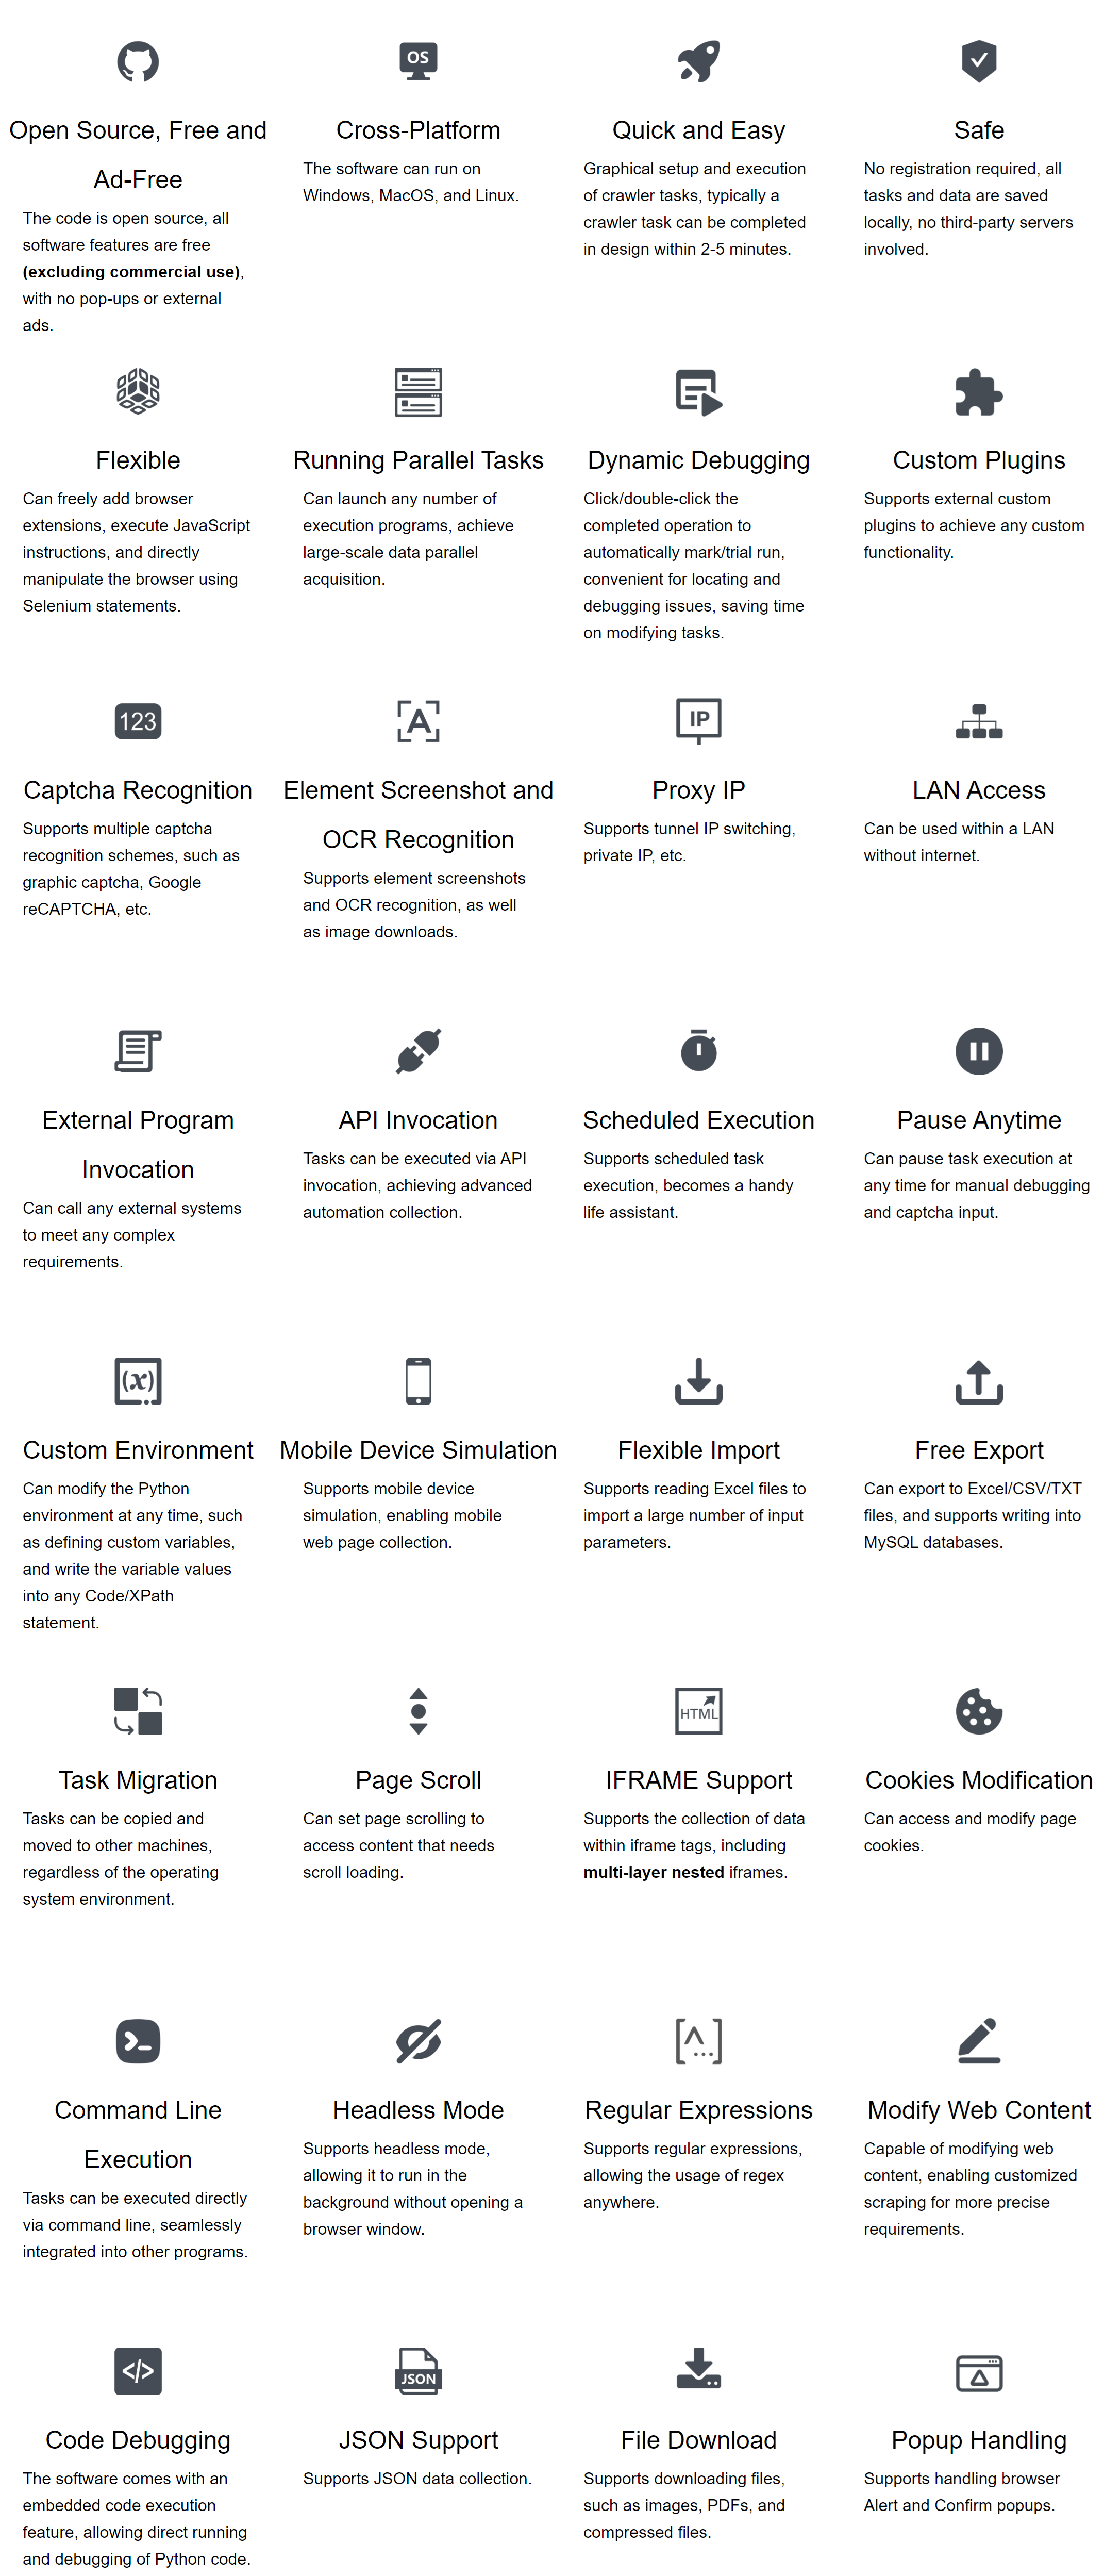 OS
Open Source, Free and
Ad-Free
The code is open source, all
software features are free
(excluding commercial use),
with no pop-ups or external
ads.
Cross-Platform
The software can run on
Windows, MacOS, and Linux.
Quick and Easy
Graphical setup and execution
of crawler tasks, typically a
crawler task can be completed
in design within 2-5 minutes.
Safe
No registration required, all
tasks and data are saved
locally, no third-party servers
involved.
Flexible
Can freely add browser
extensions, execute JavaScript
instructions, and directly
manipulate the browser using
Selenium statements.
Running Parallel Tasks
Can launch any number of
execution programs, achieve
large-scale data parallel
acquisition.
Dynamic Debugging
Click/double-click the
completed operation to
automatically mark/trial run,
convenient for locating and
debugging issues, saving time
on modifying tasks.
Custom Plugins
Supports external custom
plugins to achieve any custom
functionality.
123
Captcha Recognition
Supports multiple captcha
recognition schemes, such as
graphic captcha, Google
reCAPTCHA, etc.
A
Element Screenshot and
OCR Recognition
Supports element screenshots
and OCR recognition, as well
as image downloads.
IP
Proxy IP
Supports tunnel IP switching,
private IP, etc.
LAN Access
Can be used within a LAN
without internet.
External Program
Invocation
Can call any external systems
to meet any complex
requirements.
API Invocation
Tasks can be executed via API
invocation, achieving advanced
automation collection.
Scheduled Execution
Supports scheduled task
execution, becomes a handy
life assistant.
Pause Anytime
Can pause task execution at
any time for manual debugging
and captcha input.
(x)
Custom Environment
Can modify the Python
environment at any time, such
as defining custom variables,
and write the variable values
into any Code/XPath
statement.
Mobile Device Simulation
Supports mobile device
simulation, enabling mobile
web page collection.
Flexible Import
Supports reading Excel files to
import a large number of input
parameters.
Free Export
Can export to Excel/CSV/TXT
files, and supports writing into
MySQL databases.
Task Migration
Tasks can be copied and
moved to other machines,
regardless of the operating
system environment.
Page Scroll
Can set page scrolling to
access content that needs
scroll loading.
HTML
IFRAME Support
Supports the collection of data
within iframe tags, including
multi-layer nested iframes.
Cookies Modification
Can access and modify page
cookies.
Command Line
Execution
Tasks can be executed directly
via command line, seamlessly
integrated into other programs.
Headless Mode
Supports headless mode,
allowing it to run in the
background without opening a
browser window.
[^...]
Regular Expressions
Supports regular expressions,
allowing the usage of regex
anywhere.
Modify Web Content
Capable of modifying web
content, enabling customized
scraping for more precise
requirements.
</>
Code Debugging
The software comes with an
embedded code execution
feature, allowing direct running
and debugging of Python code.
JSON
JSON Support
Supports JSON data collection.
File Download
Supports downloading files,
such as images, PDFs, and
compressed files.
Popup Handling
Supports handling browser
Alert and Confirm popups.